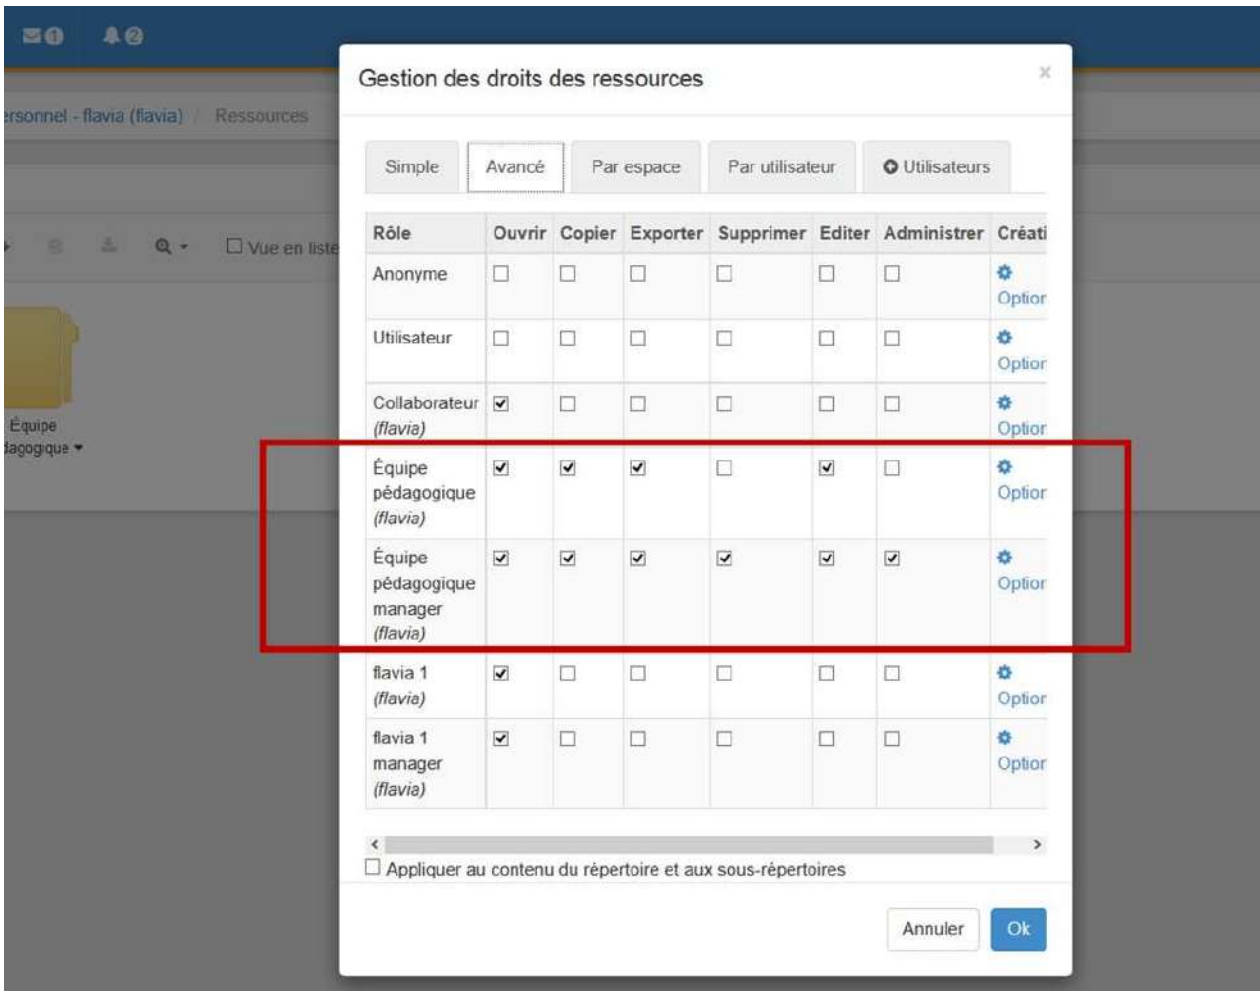 1 2
Gestion des droits des ressources ×
ersonnel - flavia (flavia) / Ressources
Simple Avancé Par espace Par utilisateur Utilisateurs
Vue en liste
Rôle Ouvrir Copier Exporter Supprimer Editer Administrer Créati
Anonyme
Option
Utilisateur
Option
Collaborateur
(flavia) Option
Équipe
dagogique
Équipe
pédagogique Option
(flavia)
Équipe
pédagogique Option
manager
(flavia)
flavia 1
(flavia) Option
flavia 1
manager Option
(flavia)
Appliquer au contenu du répertoire et aux sous-répertoires
Annuler Ok